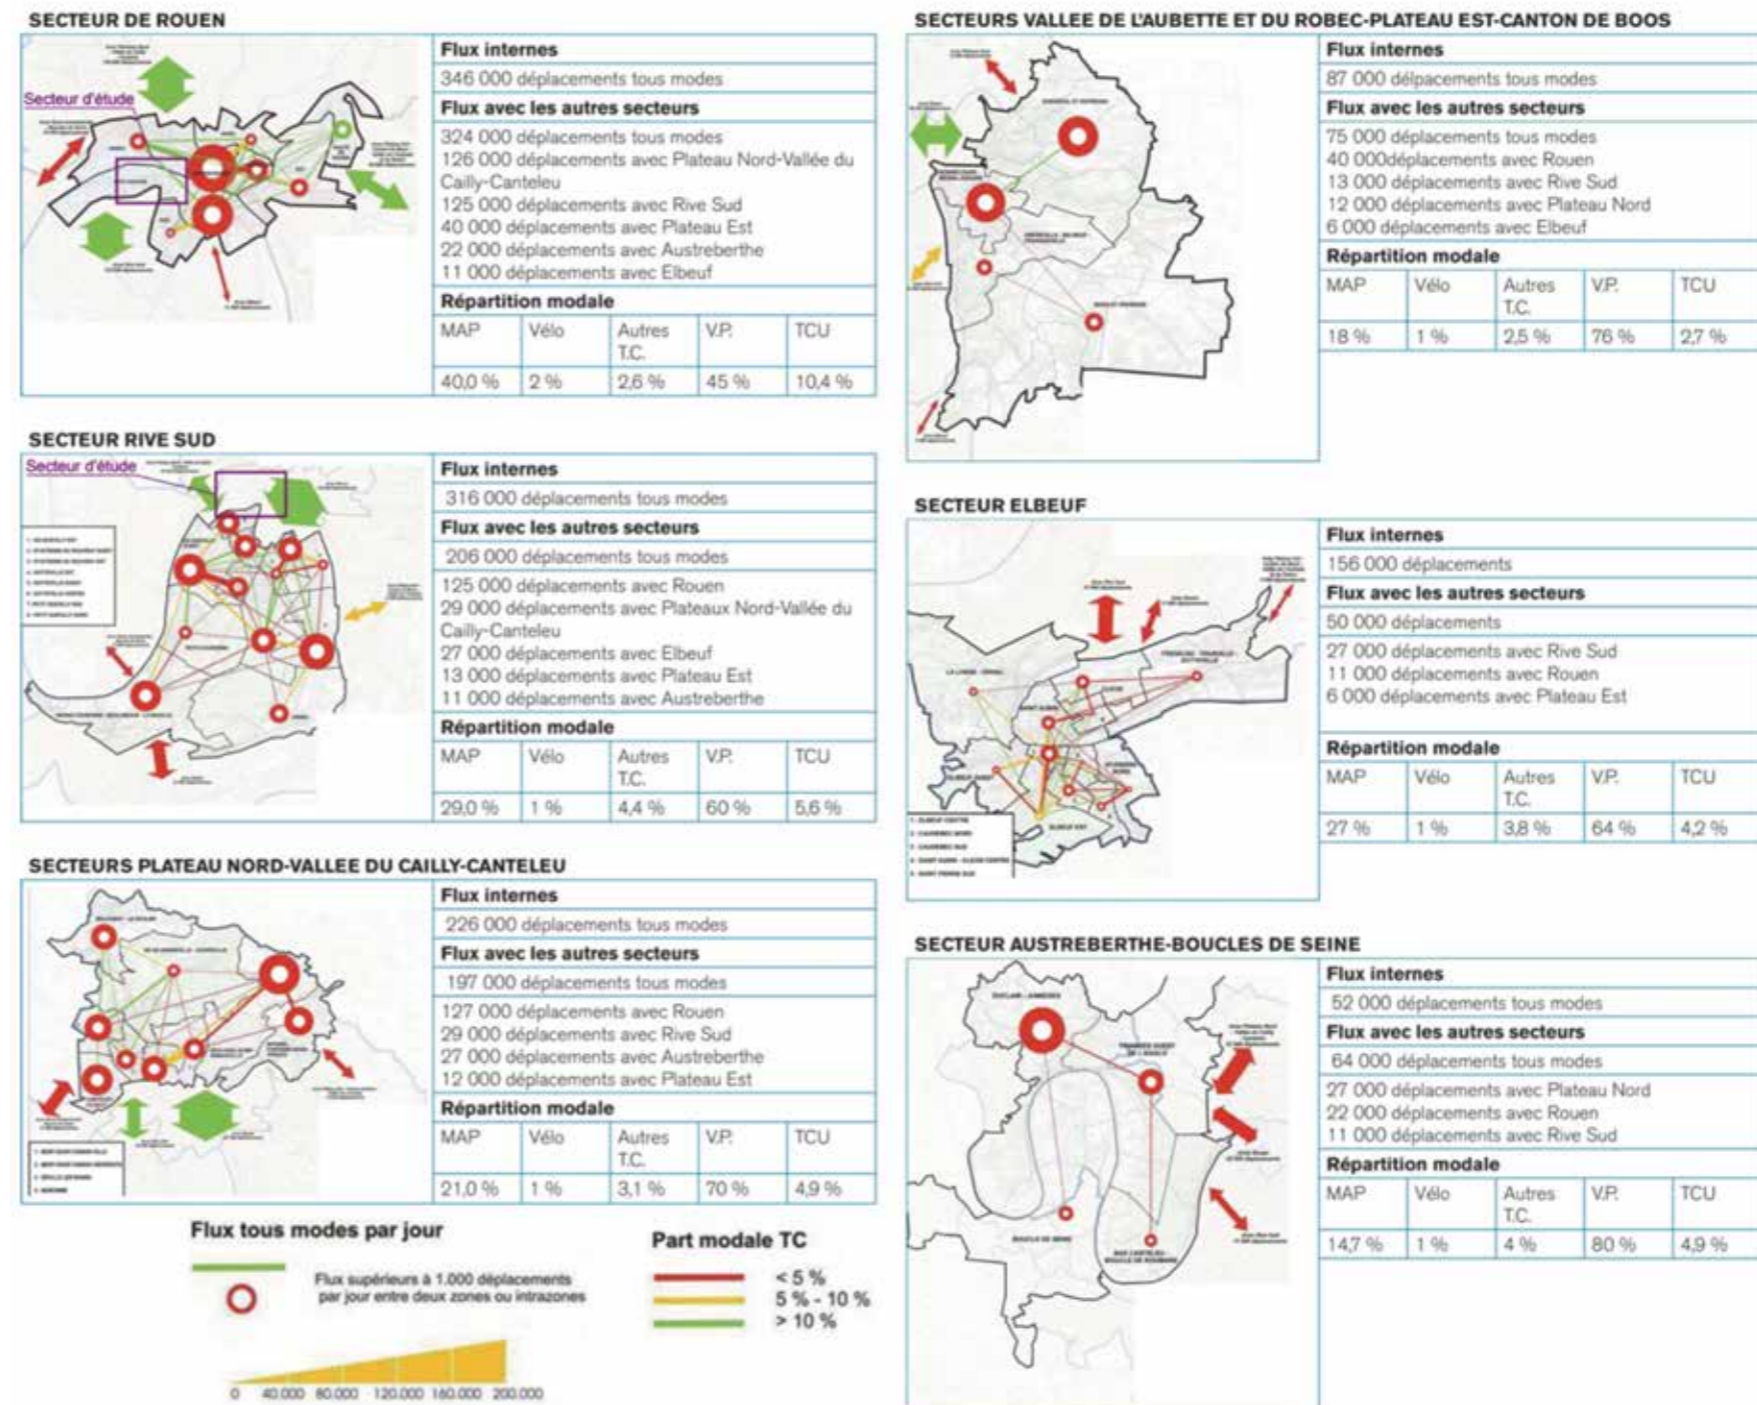 SECTEUR DE ROUEN
Secteur d'étude
Flux internes
346 000 déplacements tous modes
Flux avec les autres secteurs
324 000 déplacements tous modes
126 000 déplacements avec Plateau Nord-Vallée du
Cailly-Canteleu
125 000 déplacements avec Rive Sud
40 000 déplacements avec Plateau Est
22 000 déplacements avec Austreberthe
11 000 déplacements avec Elbeuf
Répartition modale
MAP Vélo Autres T.C. V.P. TCU
40,0 % 2 % 2,6 % 45 % 10,4 %
SECTEUR RIVE SUD
Secteur d'étude
Flux internes
316 000 déplacements tous modes
Flux avec les autres secteurs
206 000 déplacements tous modes
125 000 déplacements avec Rouen
29 000 déplacements avec Plateaux Nord-Vallée du
Cailly-Canteleu
27 000 déplacements avec Elbeuf
13 000 déplacements avec Plateau Est
11 000 déplacements avec Austreberthe
Répartition modale
MAP Vélo Autres T.C. V.P. TCU
29,0 % 1 % 4,4 % 60 % 5,6 %
SECTEURS PLATEAU NORD-VALLEE DU CAILLY-CANTELEU
Flux internes
226 000 déplacements tous modes
Flux avec les autres secteurs
197 000 déplacements tous modes
127 000 déplacements avec Rouen
29 000 déplacements avec Rive Sud
27 000 déplacements avec Austreberthe
12 000 déplacements avec Plateau Est
Répartition modale
MAP Vélo Autres T.C. V.P. TCU
21,0 % 1 % 3,1 % 70 % 4,9 %
Flux tous modes par jour
Flux supérieurs à 1.000 déplacements
par jour entre deux zones ou intrazones
0 40.000 80.000 120.000 160.000 200.000
Part modale TC
< 5 %
5 % - 10 %
> 10 %
SECTEURS VALLEE DE L'AUBETTE ET DU ROBEC-PLATEAU EST-CANTON DE BOOS
Flux internes
87 000 délpacements tous modes
Flux avec les autres secteurs
75 000 déplacements tous modes
40 000déplacements avec Rouen
13 000 déplacements avec Rive Sud
12 000 déplacements avec Plateau Nord
6 000 déplacements avec Elbeuf
Répartition modale
MAP Vélo Autres T.C. V.P. TCU
18 % 1 % 2,5 % 76 % 2,7 %
SECTEUR ELBEUF
Flux internes
156 000 déplacements
Flux avec les autres secteurs
50 000 déplacements
27 000 déplacements avec Rive Sud
11 000 déplacements avec Rouen
6 000 déplacements avec Plateau Est
Répartition modale
MAP Vélo Autres T.C. V.P. TCU
27 % 1 % 3,8 % 64 % 4,2 %
SECTEUR AUSTREBERTHE-BOUCLES DE SEINE
Flux internes
52 000 déplacements tous modes
Flux avec les autres secteurs
64 000 déplacements tous modes
27 000 déplacements avec Plateau Nord
22 000 déplacements avec Rouen
11 000 déplacements avec Rive Sud
Répartition modale
MAP Vélo Autres T.C. V.P. TCU
14,7 % 1 % 4 % 80 % 4,9 %